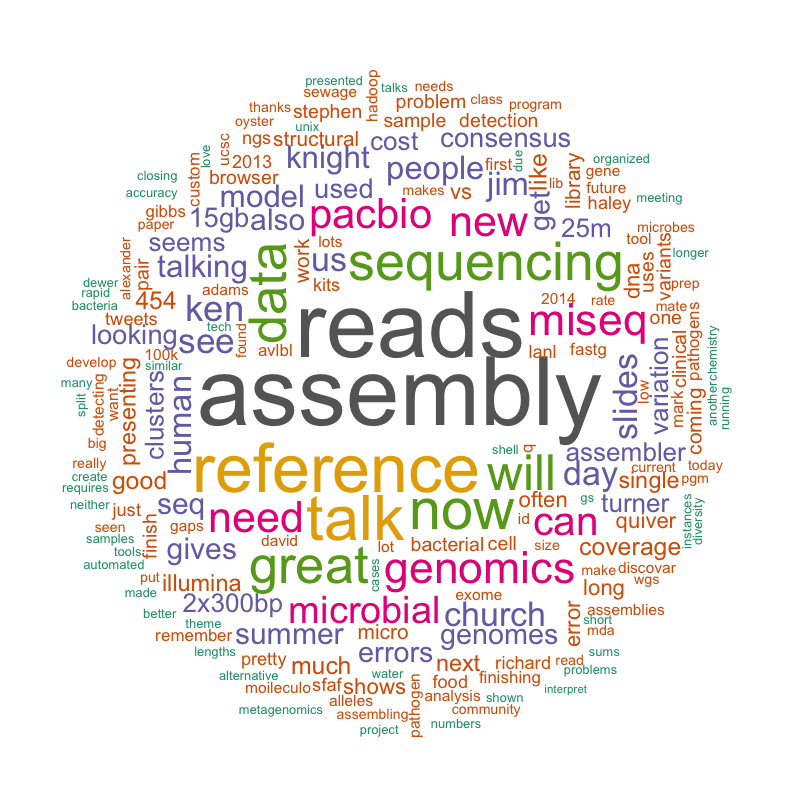 presented
talks
needs
sewage
hadoop
problem
class
program
thanks
stephen
oyster
sample
detection
unix
ngs
structural
cost
consensus
ucsc
love
2013
knight
people
first
due
organized
closing
custom
browser
jim
like
library
gene
accuracy
model
used
makes
vs
get
lib
future
haley
meeting
gibbs
15gb
also
pacbio
new
25m
paper
seems
lots
us
sequencing
tool
microbes
alexander
pair
talking
work
data
kits
dna
uses
variants
longer
dewer
rapid
bacteria
454
adams
ken
reads
2014
rate
prep
mate
tweets
tech
miseq
one
looking
see
found
avlbl
lanl
fastg
develop
100k
similar
assembly
slides
variation
low
mark
clinical
pathogens
coming
anotherchemistry
running
many
split
detecting
want
presenting
clusters
human
big
really
reference
shell
q
will
assembler
current
today
create
requires
good
day
single
pgm
neither
just
seq
need
talk
now
often
id
gs
turner
instances
diversity
seen
samples
finish
gaps
david
lot
can
quiver
tools
automated
gives
great
cases
bacterial
cell
size
coverage
put
illumina
genomics
exome
make
discovar
wgs
made
2x300bp
microbial
church
long
error
assemblies
better
theme
short
mda
remember
summer
micro
genomes
lengths
pretty
errors
next
richard
read
sums
alternative
much
water
food
finishing
problems
moileculo
sfaf
shows
analysis
shown
interpret
metagenomics
alleles
assembling
pathogen
community
project
numbers